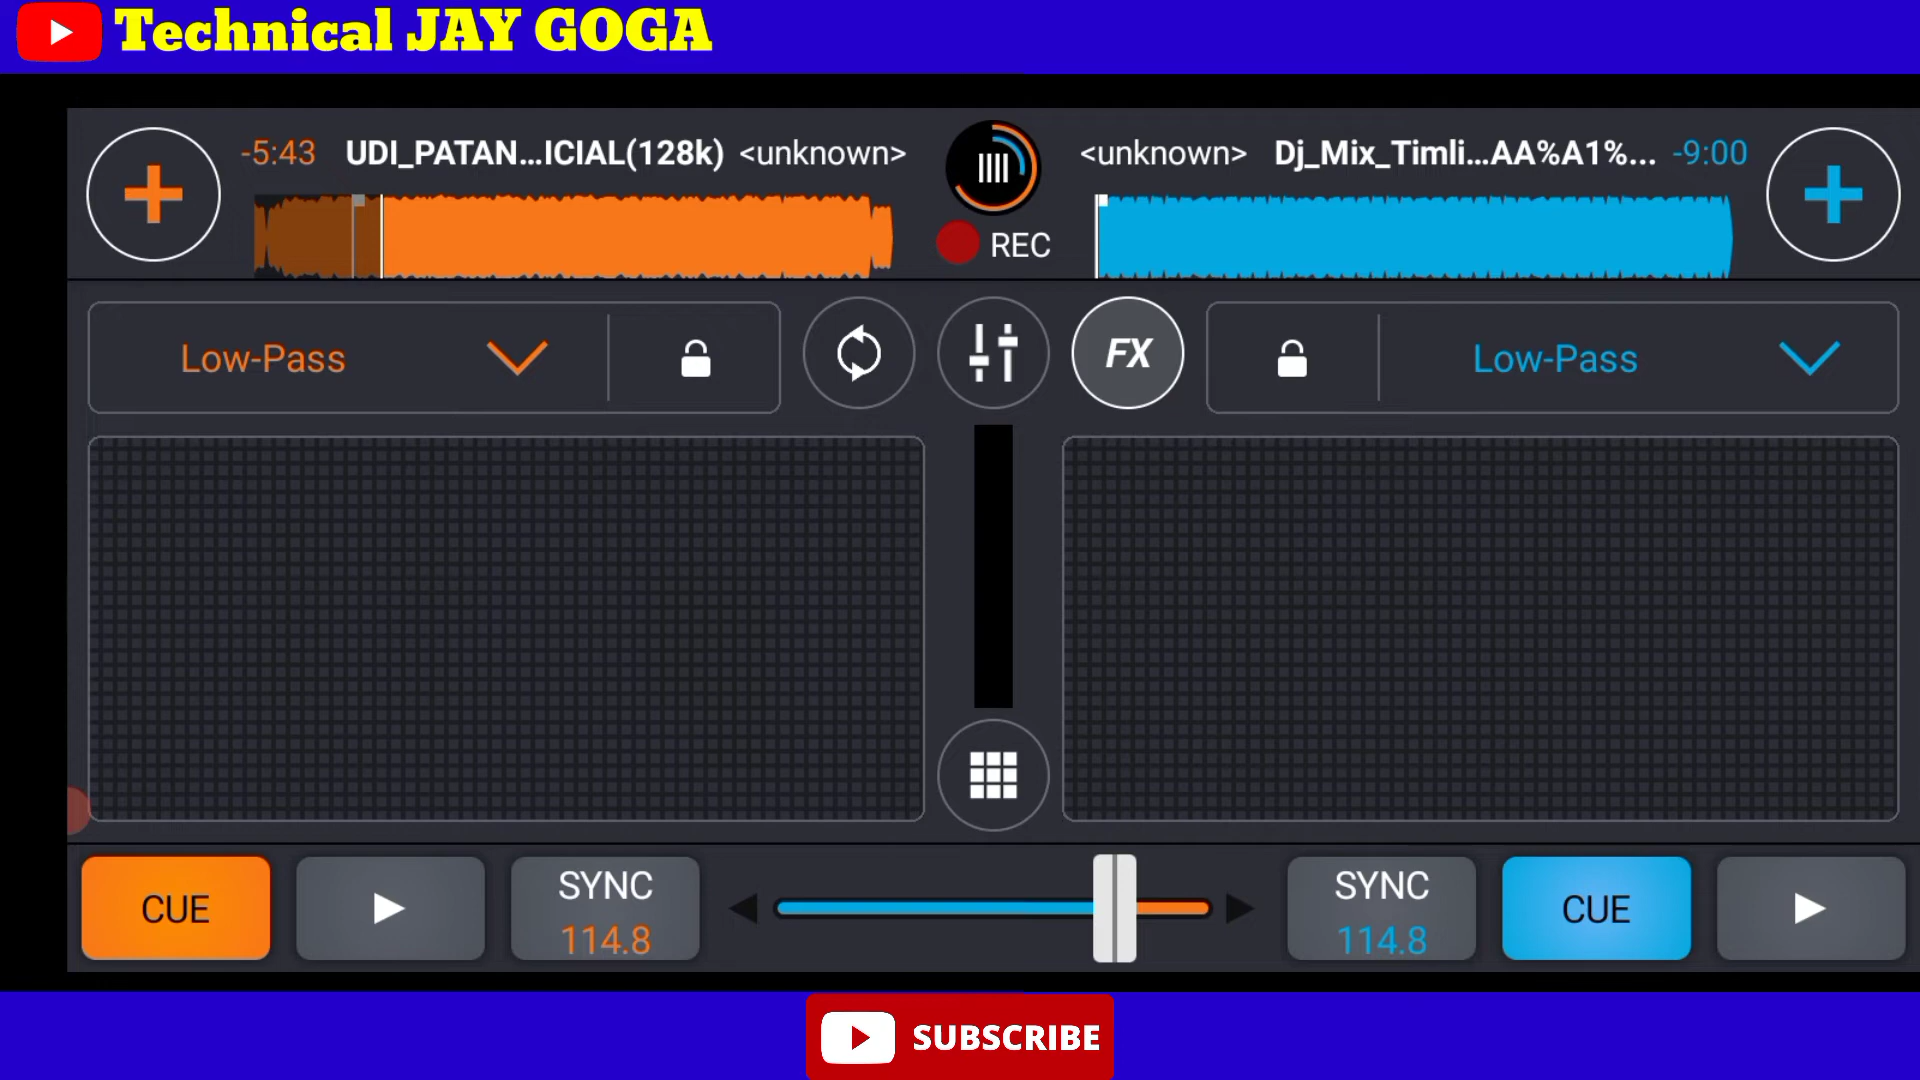 Technical JAY GOGA
-5:43 UDI_PATAN...ICIAL(128k) <unknown>
<unknown> Dj_Mix_Timli...AA%A1%... -9:00
REC
Low-Pass
FX
Low-Pass
CUE
SYNC
114.8
SYNC
114.8
CUE
SUBSCRIBE